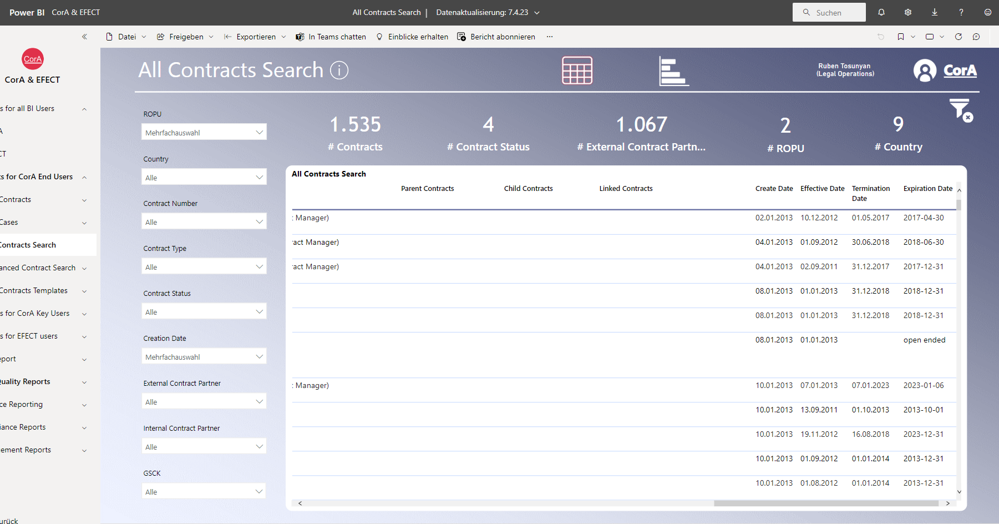 Power BI CorA & EFECT
All Contracts Search | Datenaktualisierung: 7.4.23
Suchen
Datei
Freigeben
Exportieren
In Teams chatten
Einblicke erhalten
Bericht abonnieren
CorA
CorA & EFECT
s for all BI Users
A
CT
s for CorA End Users
Contracts
Cases
Contracts Search
anced Contract Search
Contracts Templates
s for CorA Key Users
s for EFECT users
eport
uality Reports
ce Reporting
iance Reports
ement Reports
urück
All Contracts Search
Ruben Tosunyan
(Legal Operations)
CorA
ROPU
Mehrfachauswahl
Country
Alle
Contract Number
Alle
Contract Type
Alle
Contract Status
Alle
Creation Date
Mehrfachauswahl
External Contract Partner
Alle
Internal Contract Partner
Alle
GSCK
Alle
1.535
# Contracts
4
# Contract Status
1.067
# External Contract Partn...
2
# ROPU
9
# Country
All Contracts Search
Parent Contracts Child Contracts Linked Contracts Create Date Effective Date Termination Date Expiration Date
t Manager) 02.01.2013 10.12.2012 01.05.2017 2017-04-30
ract Manager) 04.01.2013 01.09.2012 30.06.2018 2018-06-30
ract Manager) 04.01.2013 02.09.2011 31.12.2017 2017-12-31
08.01.2013 01.01.2013 31.12.2018 2018-12-31
08.01.2013 01.01.2013 31.12.2018 2018-12-31
08.01.2013 01.01.2013 open ended
t Manager) 10.01.2013 07.01.2013 07.01.2023 2023-01-06
10.01.2013 13.09.2011 01.10.2013 2013-10-01
10.01.2013 19.11.2012 16.08.2018 2023-12-31
10.01.2013 01.09.2012 01.01.2014 2013-12-31
10.01.2013 01.08.2012 01.01.2014 2013-12-31